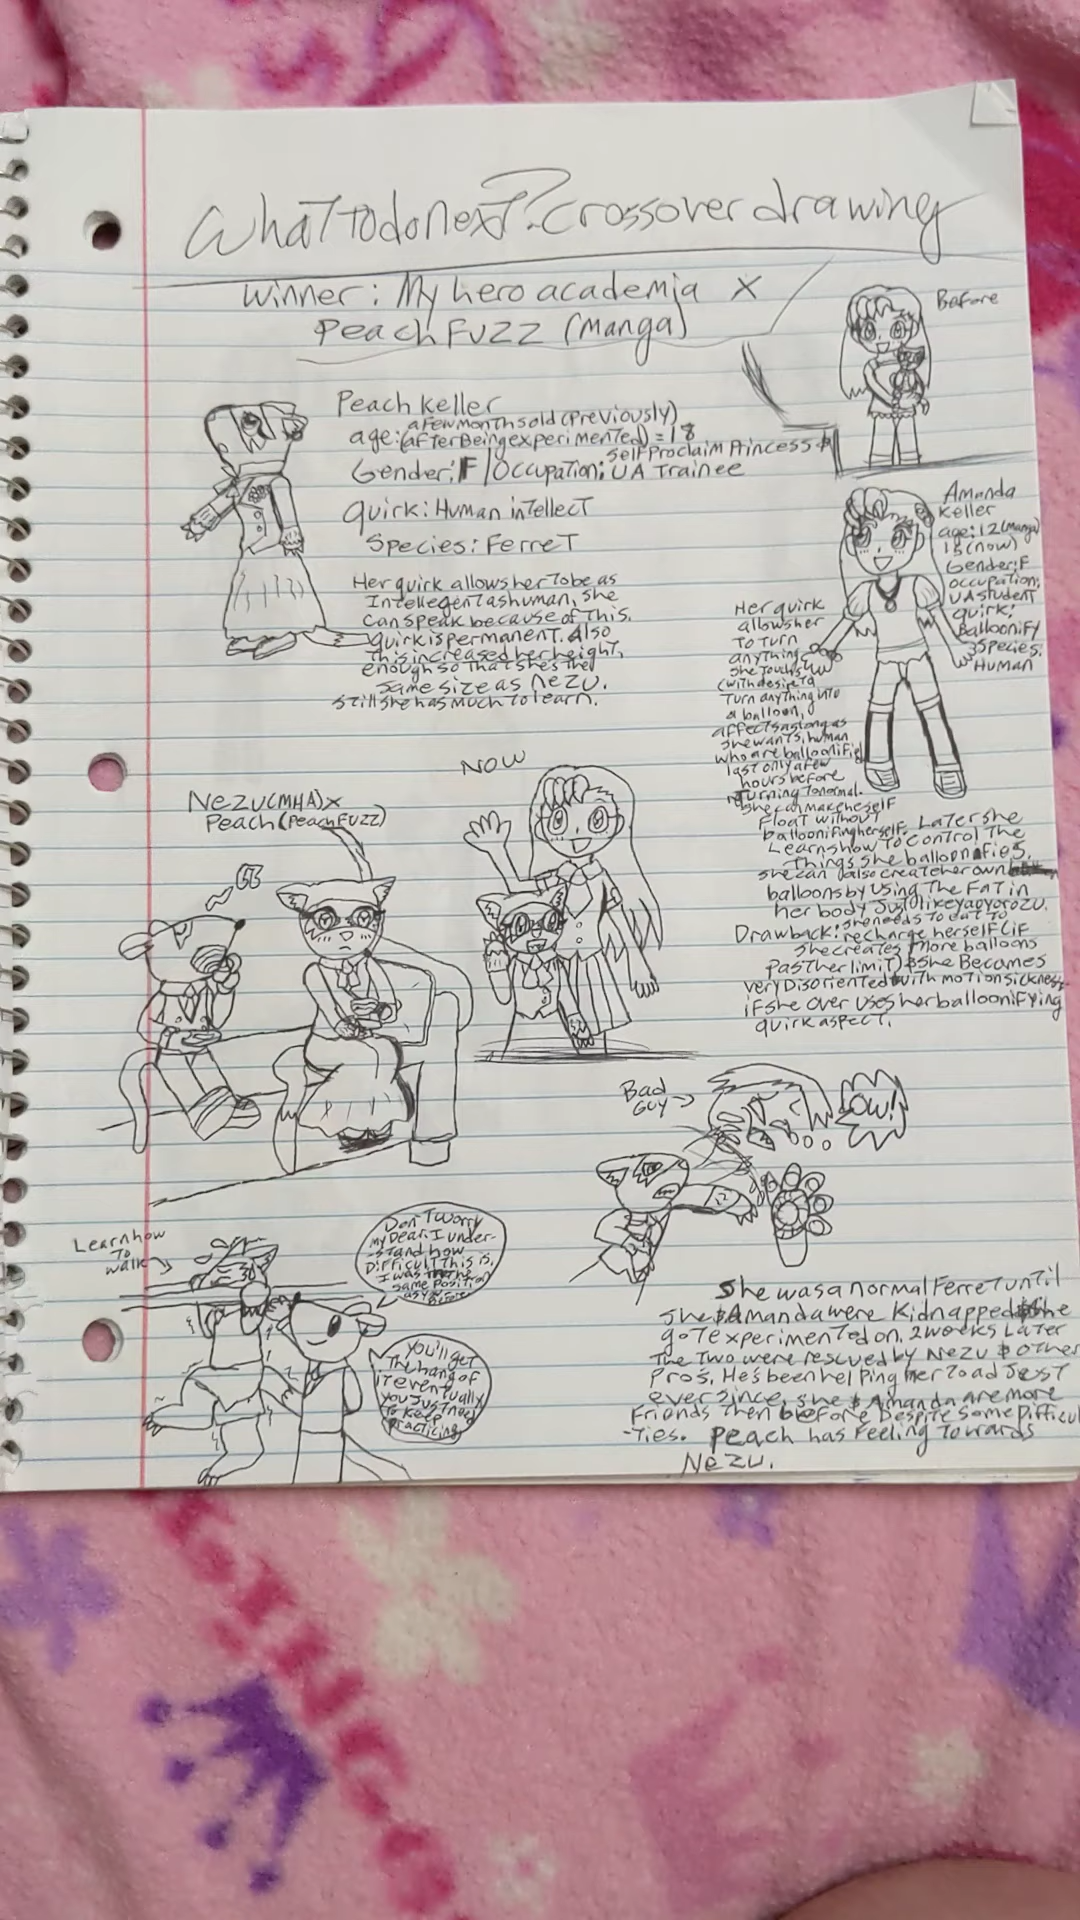 What to do next? Crossover drawing
Winner: My hero academia X
Peach Fuzz (Manga)
Before
Peach Keller
a few months old (Previously)
age: (after Being experimented) = 18
Gender: F / Occupation: Self Proclaim Princess &
UA Trainee
Quirk: Human intellect
Species: Ferret
Her quirk allows her to be as
Intellegent as human, she
can speak because of this.
Quirk is permanent. Also
this increased her height,
enough so that she's the
same size as Nezu.
Still she has much to learn.
Amanda
Keller
age: 12 (manga)
15 (now)
Gender: F
occupation:
UA student
quirk:
Balloonify
Species:
Human
Her quirk
allows her
to turn
anything
she touchs
(with desire to
Turn anything into
a balloon,
affects as long as
she wants, human
who are balloonified
last only a few
hours before
returning to normal.
She can make heself
Float without
balloonifing herself. Later she
Learns how to control the
things she balloonifies.
She can also create her own
balloons by using the Fat in
her body Just like yaoyorozu.
Drawback: she needs to eat to
recharge herself (if
she creates more balloons
past her limit) & she Becomes
very Disoriented with motion sickness
if she over uses her balloonifying
quirk aspect.
NOW
Nezu (MHA) x
Peach (Peach Fuzz)
Bad
Guy
OW!
Learn how
to
walk
Don't worry
my Dear. I under-
-stand how
Difficult this is.
I was in the
same position
as you
Before
You'll get
The hang of
it eventually
you just need
to keep
practicing
She was a normal Ferret until
she & Amanda were Kidnapped & she
got experimented on. 2 weeks Later
The Two were rescued by Nezu & other
Pros. He's been helping her to adjust
ever since, she & Amanda are more
Friends then before Despite some Difficul
-ties. Peach has Feeling Towards
Nezu.